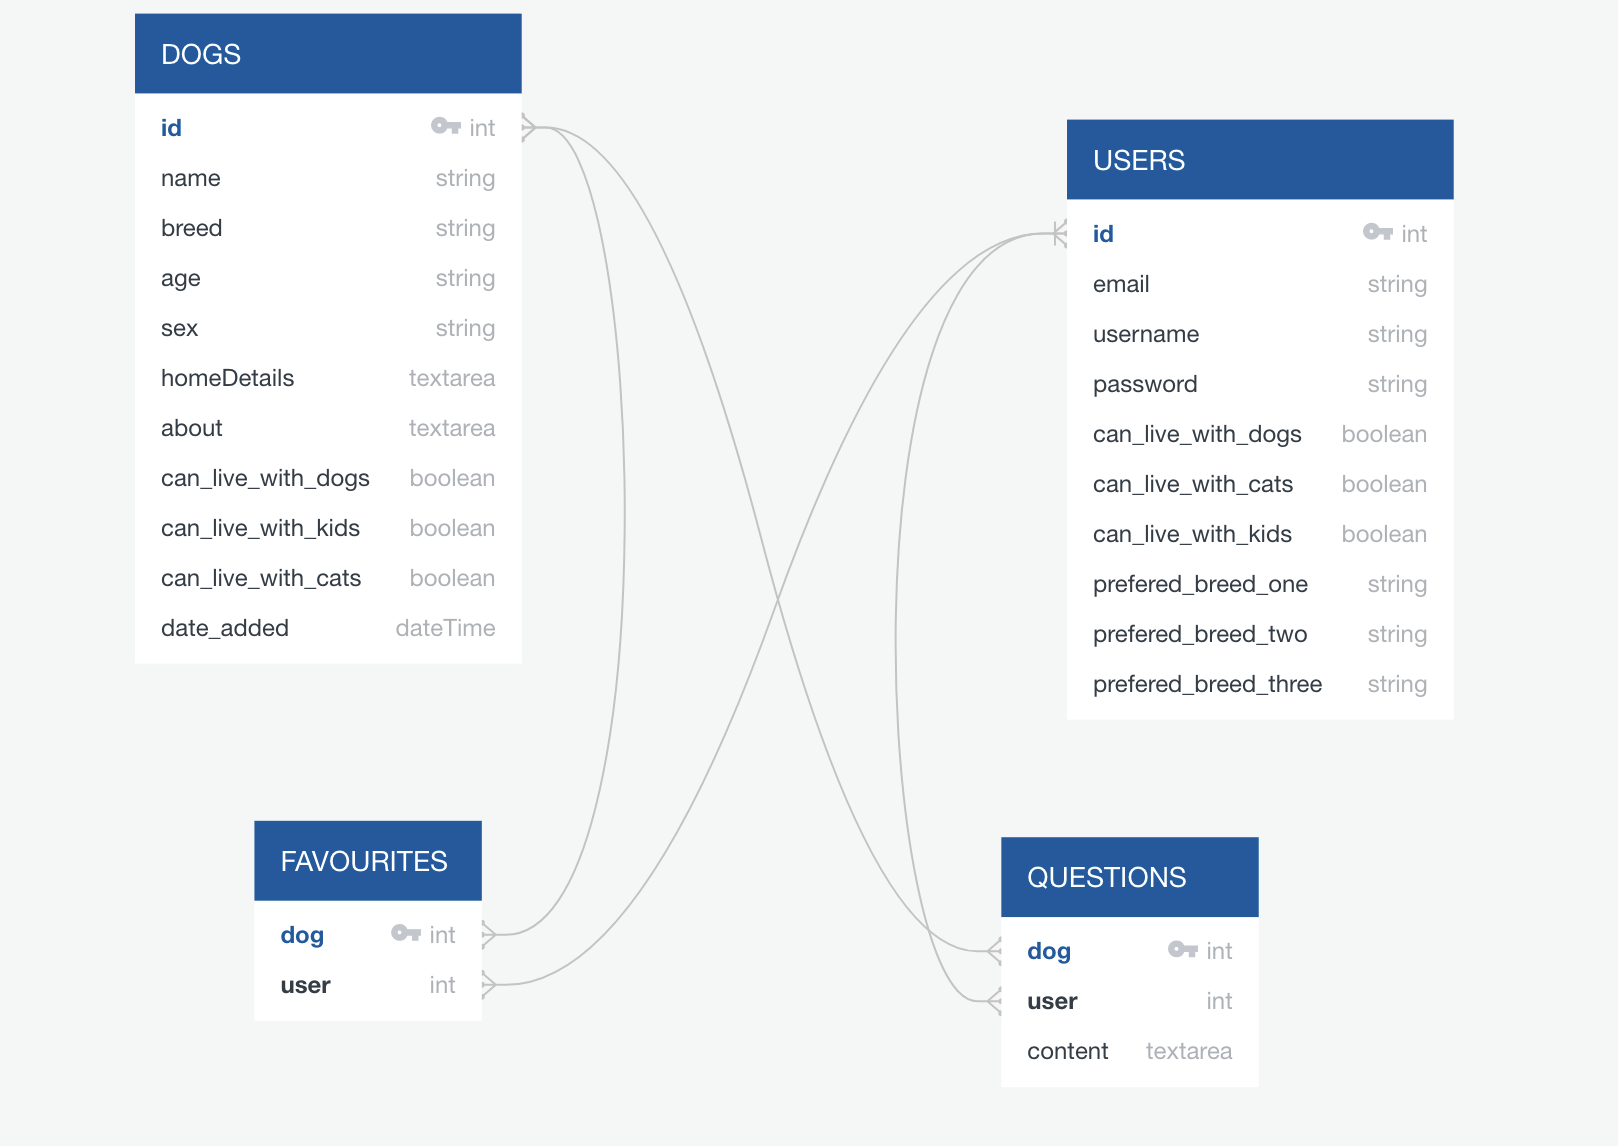 DOGS
id int
name string
breed string
age string
sex string
homeDetails textarea
about textarea
can_live_with_dogs boolean
can_live_with_kids boolean
can_live_with_cats boolean
date_added dateTime
USERS
id int
email string
username string
password string
can_live_with_dogs boolean
can_live_with_cats boolean
can_live_with_kids boolean
prefered_breed_one string
prefered_breed_two string
prefered_breed_three string
FAVOURITES
dog int
user int
QUESTIONS
dog int
user int
content textarea